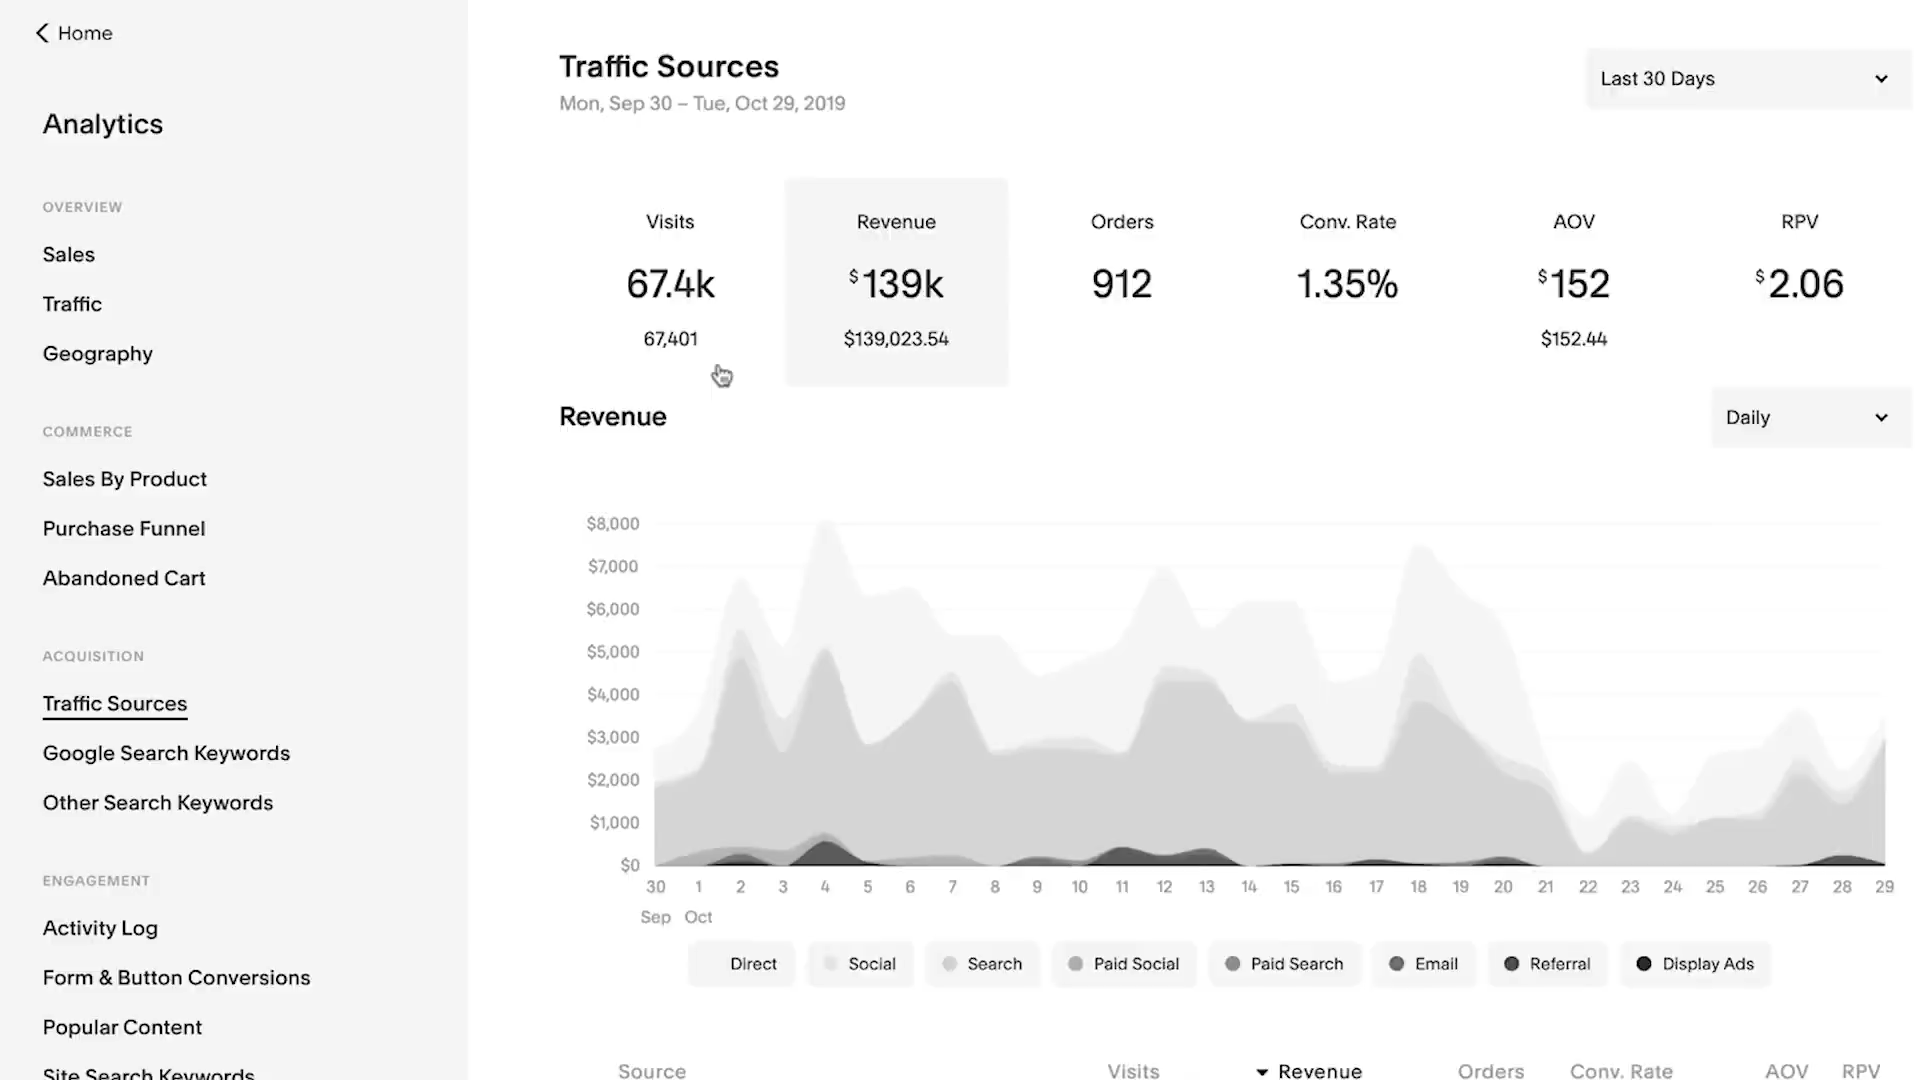 Home
Analytics
OVERVIEW
Sales
Traffic
Geography
COMMERCE
Sales By Product
Purchase Funnel
Abandoned Cart
ACQUISITION
Traffic Sources
Google Search Keywords
Other Search Keywords
ENGAGEMENT
Activity Log
Form & Button Conversions
Popular Content
Site Search Keywords
Traffic Sources
Mon, Sep 30 – Tue, Oct 29, 2019
Last 30 Days
Visits Revenue Orders Conv. Rate AOV RPV
67.4k $139k 912 1.35% $152 $2.06
67,401 $139,023.54 $152.44
Revenue
Daily
$8,000
$7,000
$6,000
$5,000
$4,000
$3,000
$2,000
$1,000
$0
30 1 2 3 4 5 6 7 8 9 10 11 12 13 14 15 16 17 18 19 20 21 22 23 24 25 26 27 28 29
Sep Oct
Direct Social Search Paid Social Paid Search Email Referral Display Ads
Source Visits Revenue Orders Conv. Rate AOV RPV